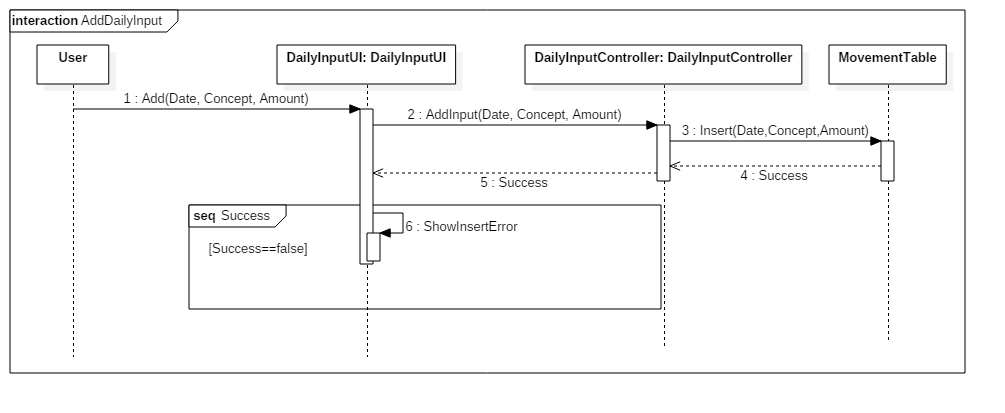 interaction AddDailyInput
User
DailyInputUI: DailyInputUI
DailyInputController: DailyInputController
MovementTable
1 : Add(Date, Concept, Amount)
2 : AddInput(Date, Concept, Amount)
3 : Insert(Date,Concept,Amount)
4 : Success
5 : Success
seq Success
6 : ShowInsertError
[Success==false]